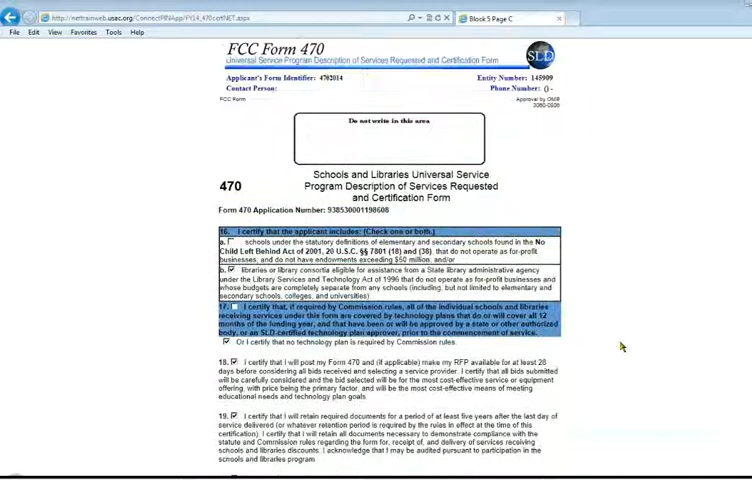 http://nettrainweb.usac.org/ConnectPINApp/FY14_470certNET.aspx
Block 5 Page C
File Edit View Favorites Tools Help
FCC Form 470
Universal Service Program Description of Services Requested and Certification Form
SLD
Applicant's Form Identifier: 4702014
Entity Number: 145909
Contact Person:
Phone Number: () -
FCC Form
Approval by OMB
3060-0806
Do not write in this area
470
Schools and Libraries Universal Service
Program Description of Services Requested
and Certification Form
Form 470 Application Number: 938530001198608
16. I certify that the applicant includes: (Check one or both.)
a. schools under the statutory definitions of elementary and secondary schools found in the No
Child Left Behind Act of 2001, 20 U.S.C. §§ 7801 (18) and (38), that do not operate as for-profit
businesses, and do not have endowments exceeding $50 million, and/or
b. libraries or library consortia eligible for assistance from a State library administrative agency
under the Library Services and Technology Act of 1996 that do not operate as for-profit businesses and
whose budgets are completely separate from any schools (including, but not limited to elementary and
secondary schools, colleges, and universities)
17. I certify that, if required by Commission rules, all of the individual schools and libraries
receiving services under this form are covered by technology plans that do or will cover all 12
months of the funding year, and that have been or will be approved by a state or other authorized
body, or an SLD-certified technology plan approver, prior to the commencement of service.
Or I certify that no technology plan is required by Commission rules.
18. I certify that I will post my Form 470 and (if applicable) make my RFP available for at least 28
days before considering all bids received and selecting a service provider. I certify that all bids submitted
will be carefully considered and the bid selected will be for the most cost-effective service or equipment
offering, with price being the primary factor, and will be the most cost-effective means of meeting
educational needs and technology plan goals.
19. I certify that I will retain required documents for a period of at least five years after the last day of
service delivered (or whatever retention period is required by the rules in effect at the time of this
certification). I certify that I will retain all documents necessary to demonstrate compliance with the
statute and Commission rules regarding the form for, receipt of, and delivery of services receiving
schools and libraries discounts. I acknowledge that I may be audited pursuant to participation in the
schools and libraries program.